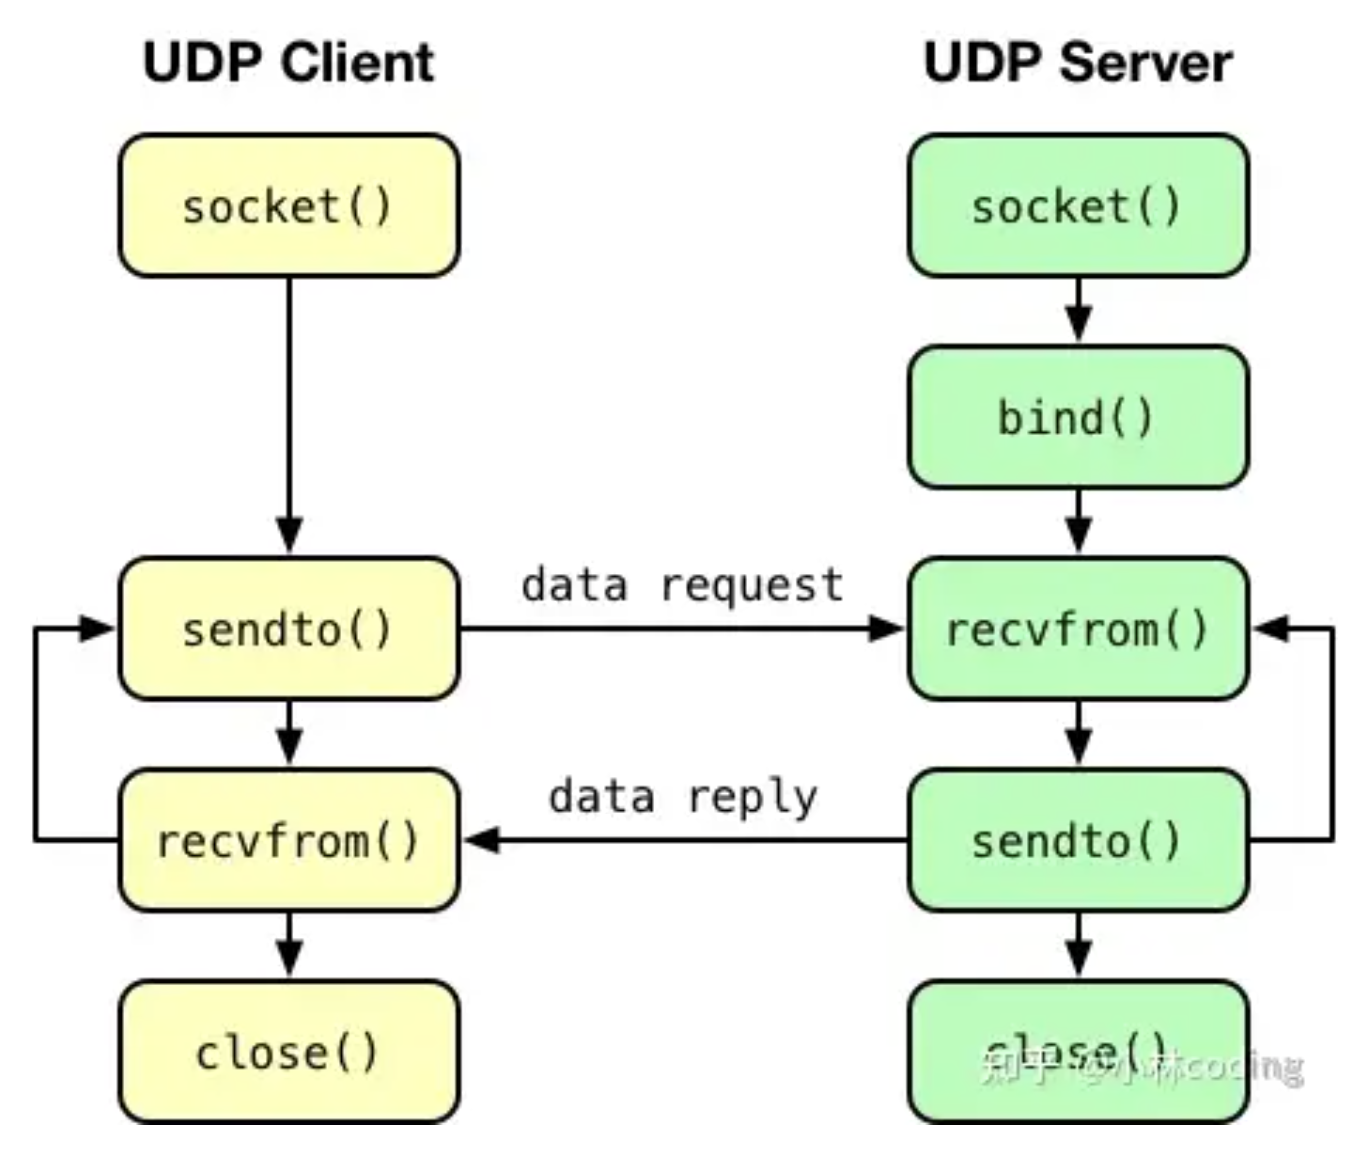 UDP Client
UDP Server
socket()
socket()
bind()
sendto()
data request
recvfrom()
recvfrom()
data reply
sendto()
close()
close()
知乎 @小林coding